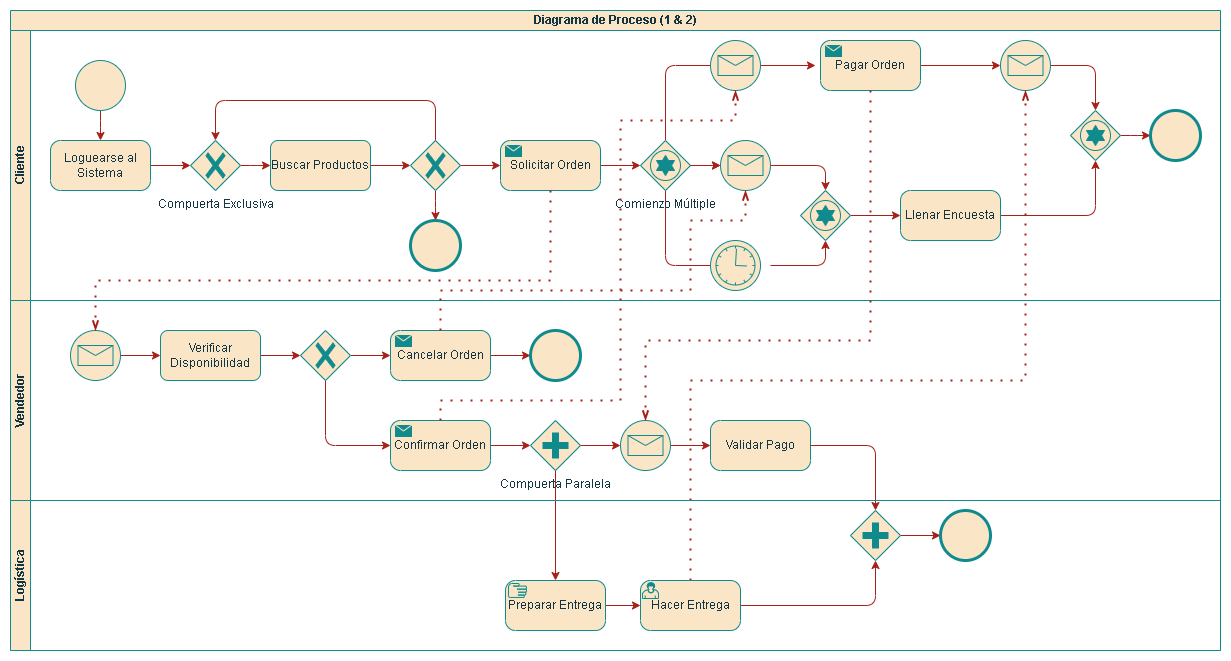 Diagrama de Proceso (1 & 2)
Cliente
Pagar Orden
Loguearse al
Sistema
Buscar Productos
Solicitar Orden
Compuerta Exclusiva
Comienzo Múltiple
Llenar Encuesta
Vendedor
Verificar
Disponibilidad
Cancelar Orden
Confirmar Orden
Validar Pago
Compuerta Paralela
Logística
Preparar Entrega
Hacer Entrega